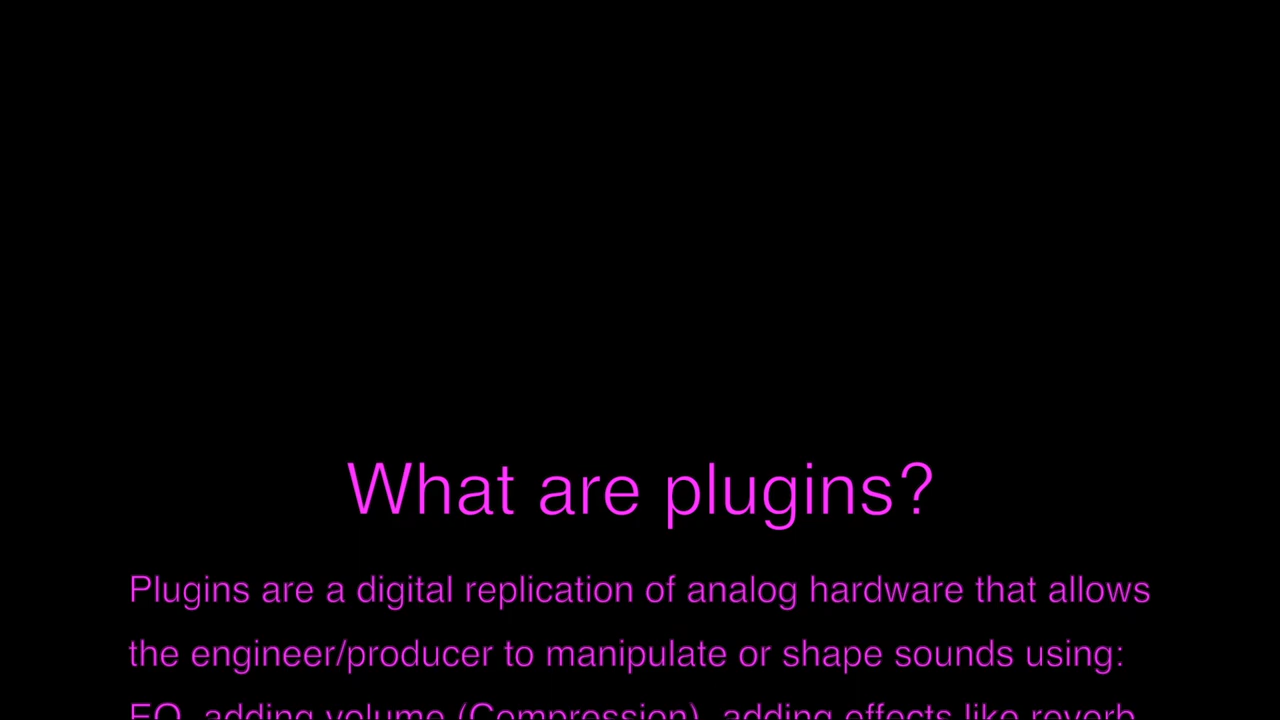 What are plugins?
Plugins are a digital replication of analog hardware that allows
the engineer/producer to manipulate or shape sounds using:
EQ, adding volume (Compression), adding effects like reverb,